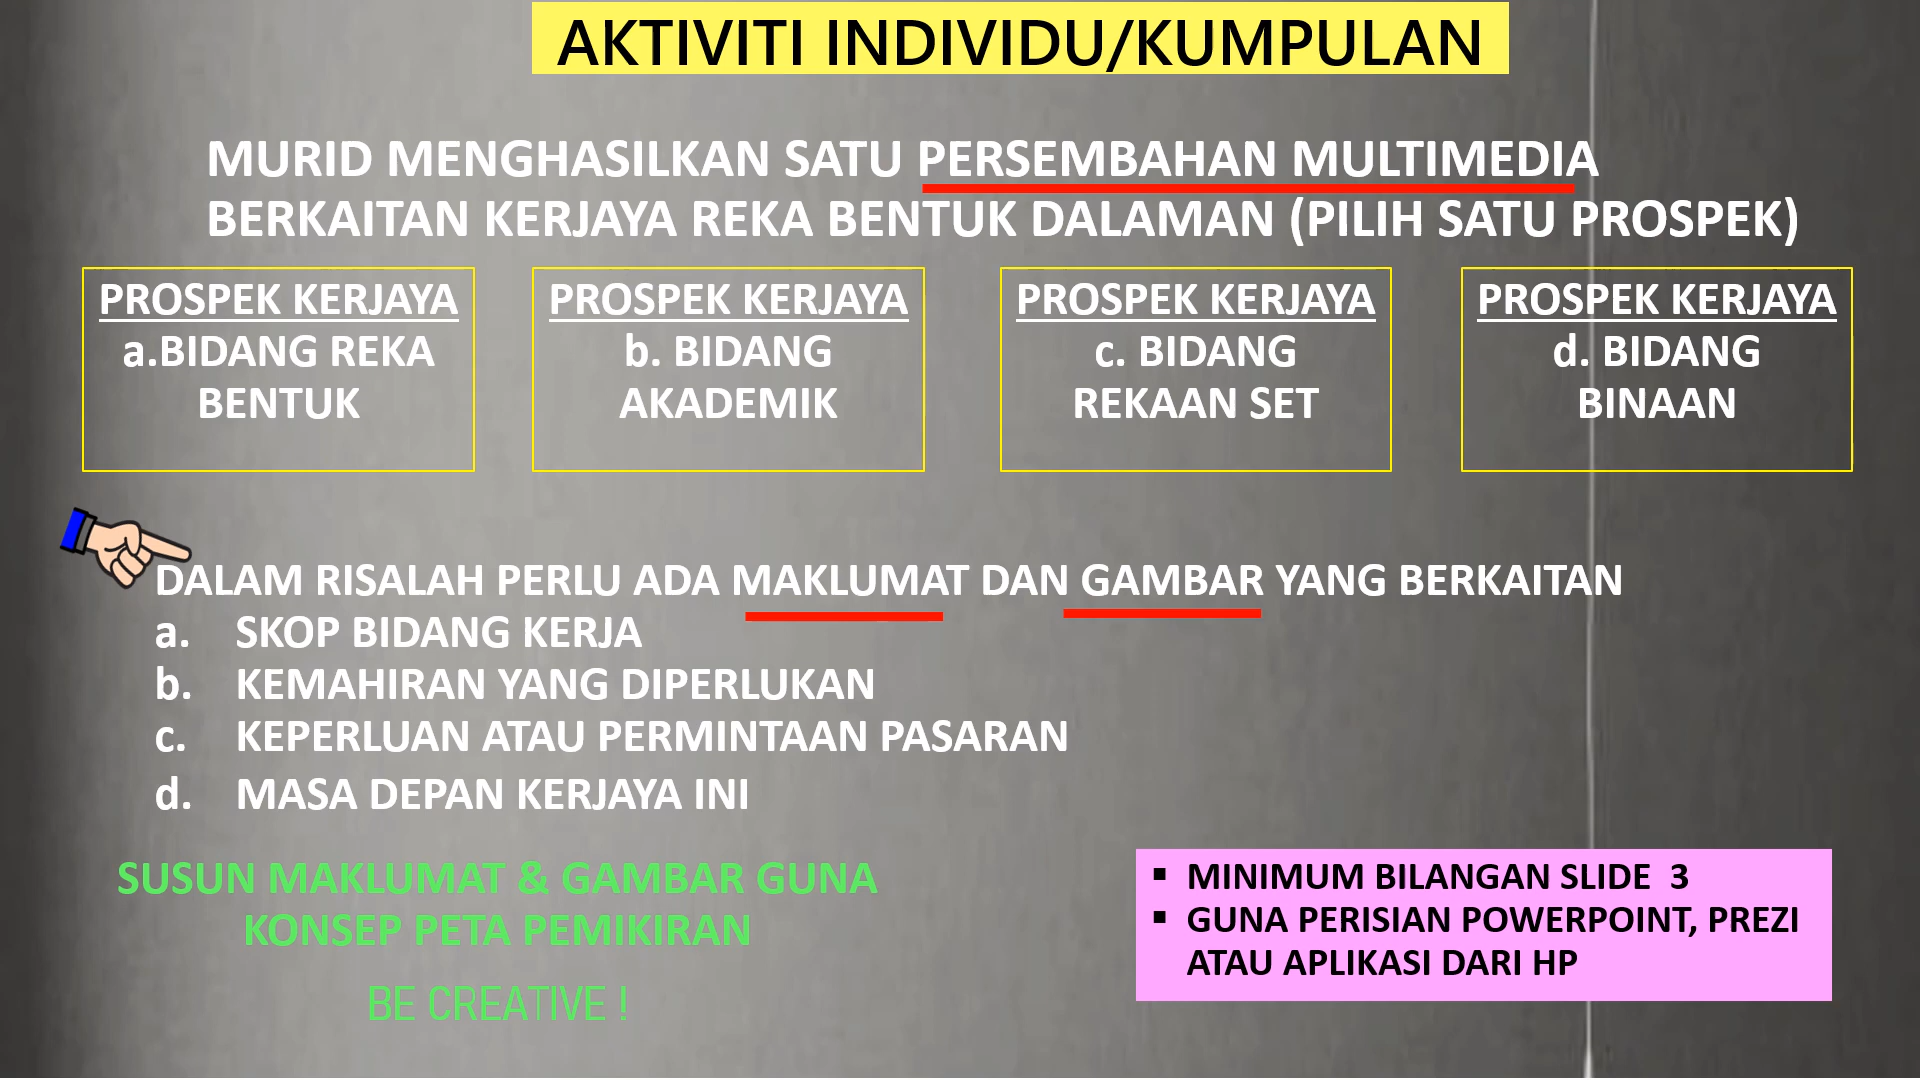 AKTIVITI INDIVIDU/KUMPULAN
MURID MENGHASILKAN SATU PERSEMBAHAN MULTIMEDIA
BERKAITAN KERJAYA REKA BENTUK DALAMAN (PILIH SATU PROSPEK)
PROSPEK KERJAYA
a.BIDANG REKA
BENTUK
PROSPEK KERJAYA
b. BIDANG
AKADEMIK
PROSPEK KERJAYA
c. BIDANG
REKAAN SET
PROSPEK KERJAYA
d. BIDANG
BINAAN
DALAM RISALAH PERLU ADA MAKLUMAT DAN GAMBAR YANG BERKAITAN
a. SKOP BIDANG KERJA
b. KEMAHIRAN YANG DIPERLUKAN
c. KEPERLUAN ATAU PERMINTAAN PASARAN
d. MASA DEPAN KERJAYA INI
SUSUN MAKLUMAT & GAMBAR GUNA
KONSEP PETA PEMIKIRAN
BE CREATIVE !
▪ MINIMUM BILANGAN SLIDE 3
▪ GUNA PERISIAN POWERPOINT, PREZI
ATAU APLIKASI DARI HP